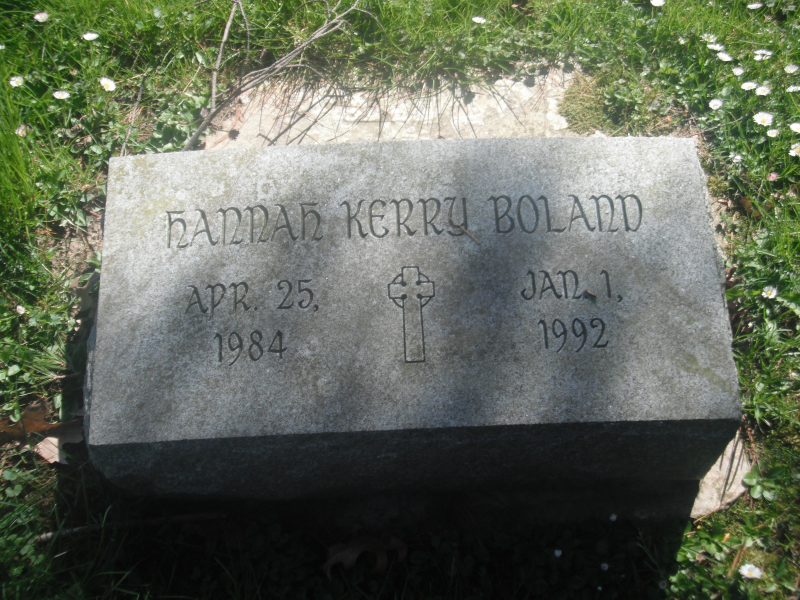 HANNAH KERRY BOLAND
APR. 25,
1984
JAN. 1,
1992